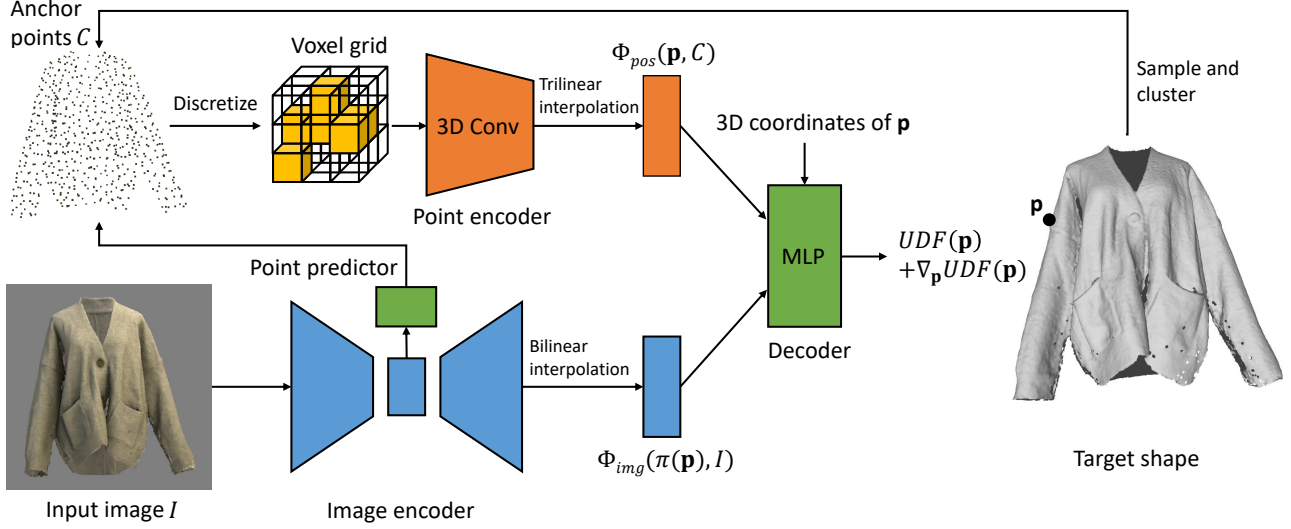 Anchor
points C
Voxel grid
Discretize
3D Conv
Point encoder
Trilinear
interpolation
Φ_pos(p, C)
3D coordinates of p
Sample and
cluster
p
MLP
Decoder
UDF(p)
+∇_p UDF(p)
Point predictor
Bilinear
interpolation
Φ_img(π(p), I)
Input image I
Image encoder
Target shape